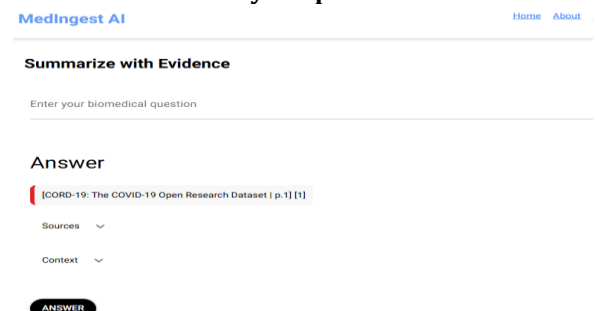 MedIngest AI
Home About
Summarize with Evidence
Enter your biomedical question
Answer
[CORD-19: The COVID-19 Open Research Dataset | p.1] [1]
Sources
Context
ANSWER